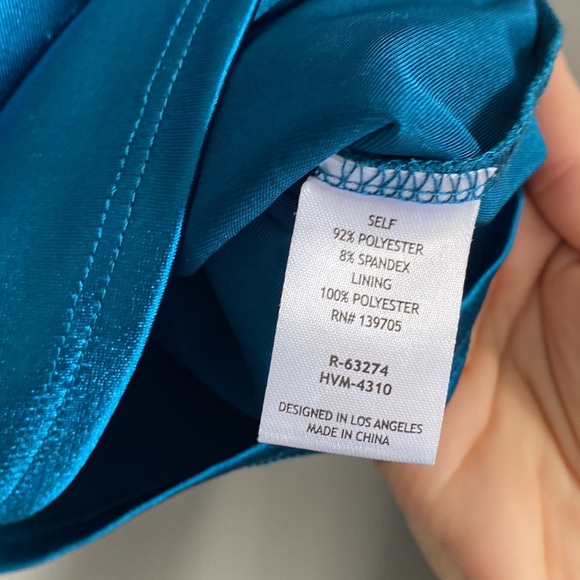 SELF
92% POLYESTER
8% SPANDEX
LINING
100% POLYESTER
RN# 139705
R-63274
HVM-4310
DESIGNED IN LOS ANGELES
MADE IN CHINA